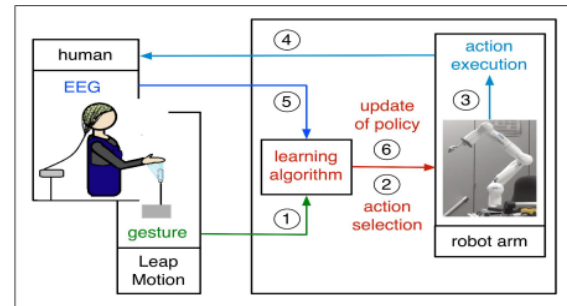 human
EEG
gesture
Leap
Motion
①
⑤
④
learning
algorithm
update
of policy
⑥
②
action
selection
action
execution
③
robot arm